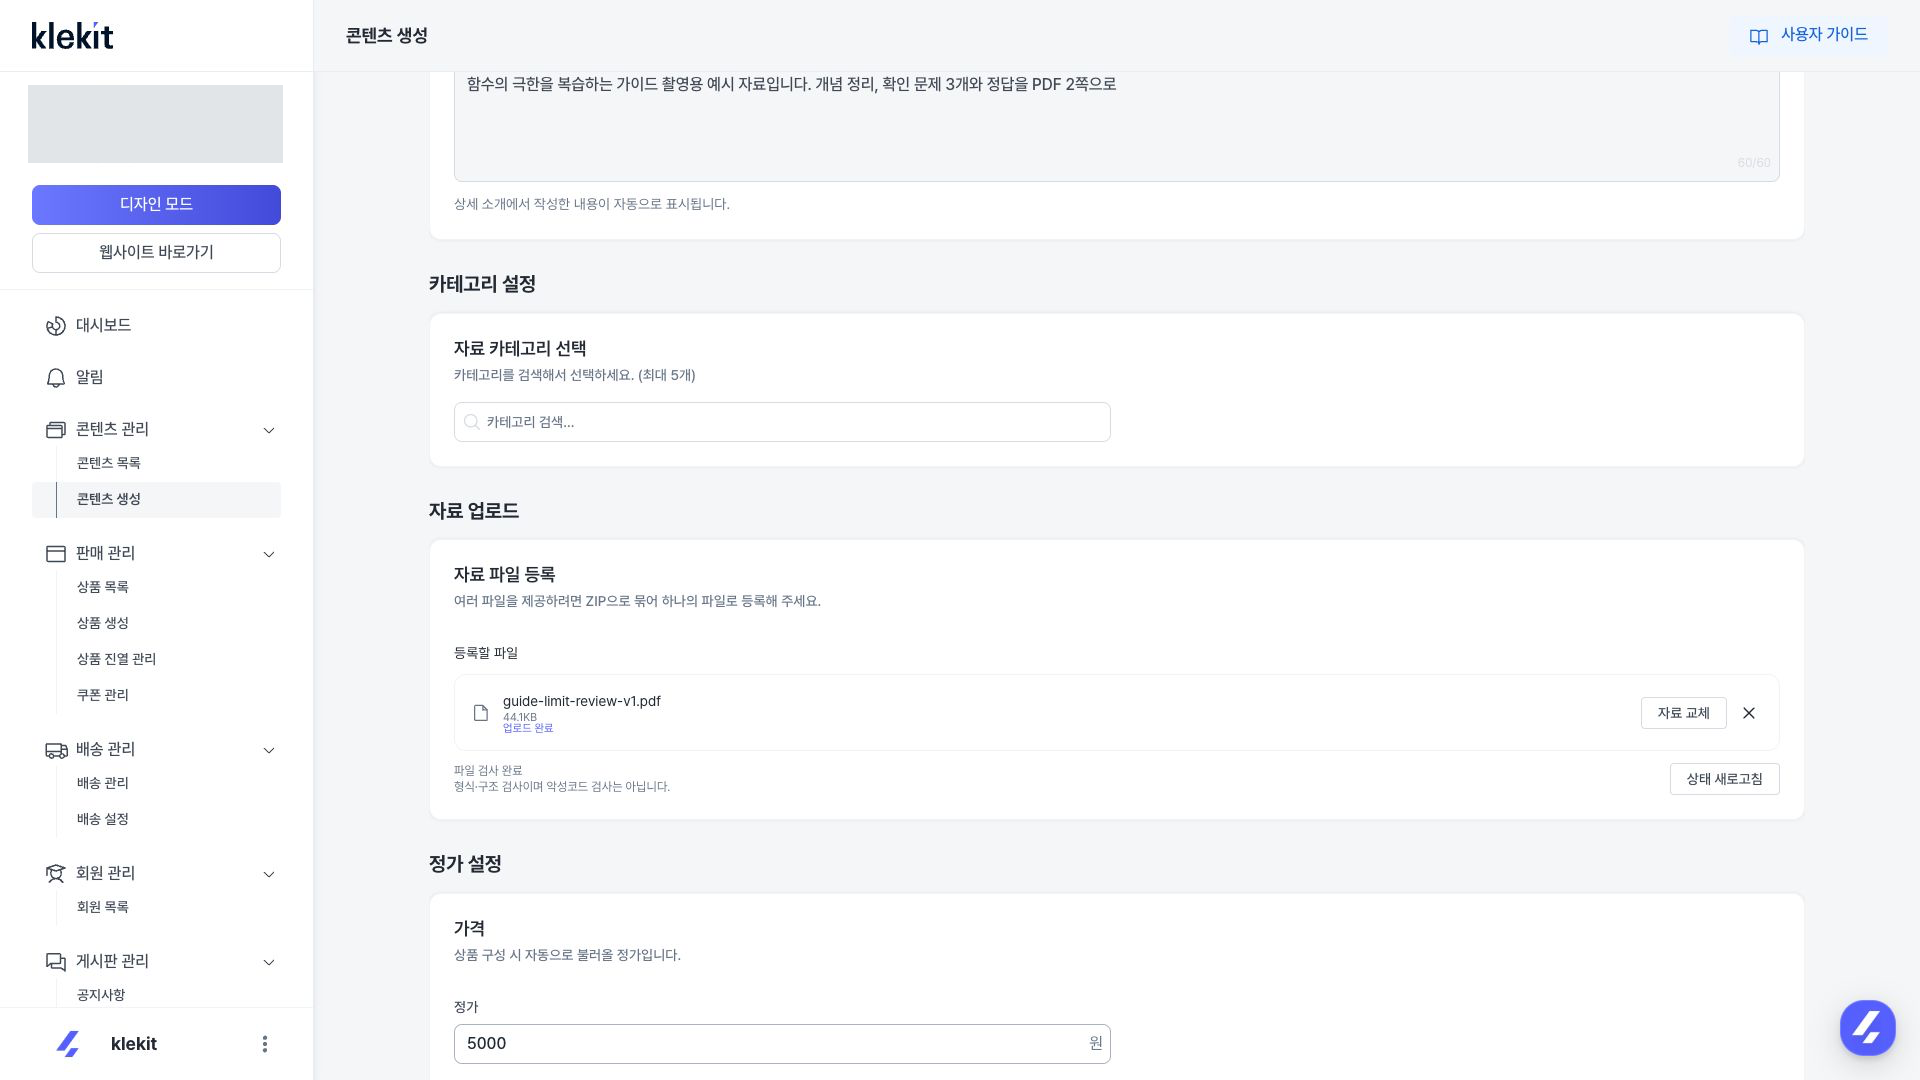 klekit
콘텐츠 생성
사용자 가이드
디자인 모드
웹사이트 바로가기
대시보드
알림
콘텐츠 관리
콘텐츠 목록
콘텐츠 생성
판매 관리
상품 목록
상품 생성
상품 진열 관리
쿠폰 관리
배송 관리
배송 관리
배송 설정
회원 관리
회원 목록
게시판 관리
공지사항
klekit
함수의 극한을 복습하는 가이드 촬영용 예시 자료입니다. 개념 정리, 확인 문제 3개와 정답을 PDF 2쪽으로
60/60
상세 소개에서 작성한 내용이 자동으로 표시됩니다.
카테고리 설정
자료 카테고리 선택
카테고리를 검색해서 선택하세요. (최대 5개)
카테고리 검색...
자료 업로드
자료 파일 등록
여러 파일을 제공하려면 ZIP으로 묶어 하나의 파일로 등록해 주세요.
등록할 파일
guide-limit-review-v1.pdf
44.1KB
업로드 완료
자료 교체
파일 검사 완료
형식·구조 검사이며 악성코드 검사는 아닙니다.
상태 새로고침
정가 설정
가격
상품 구성 시 자동으로 불러올 정가입니다.
정가
5000
원